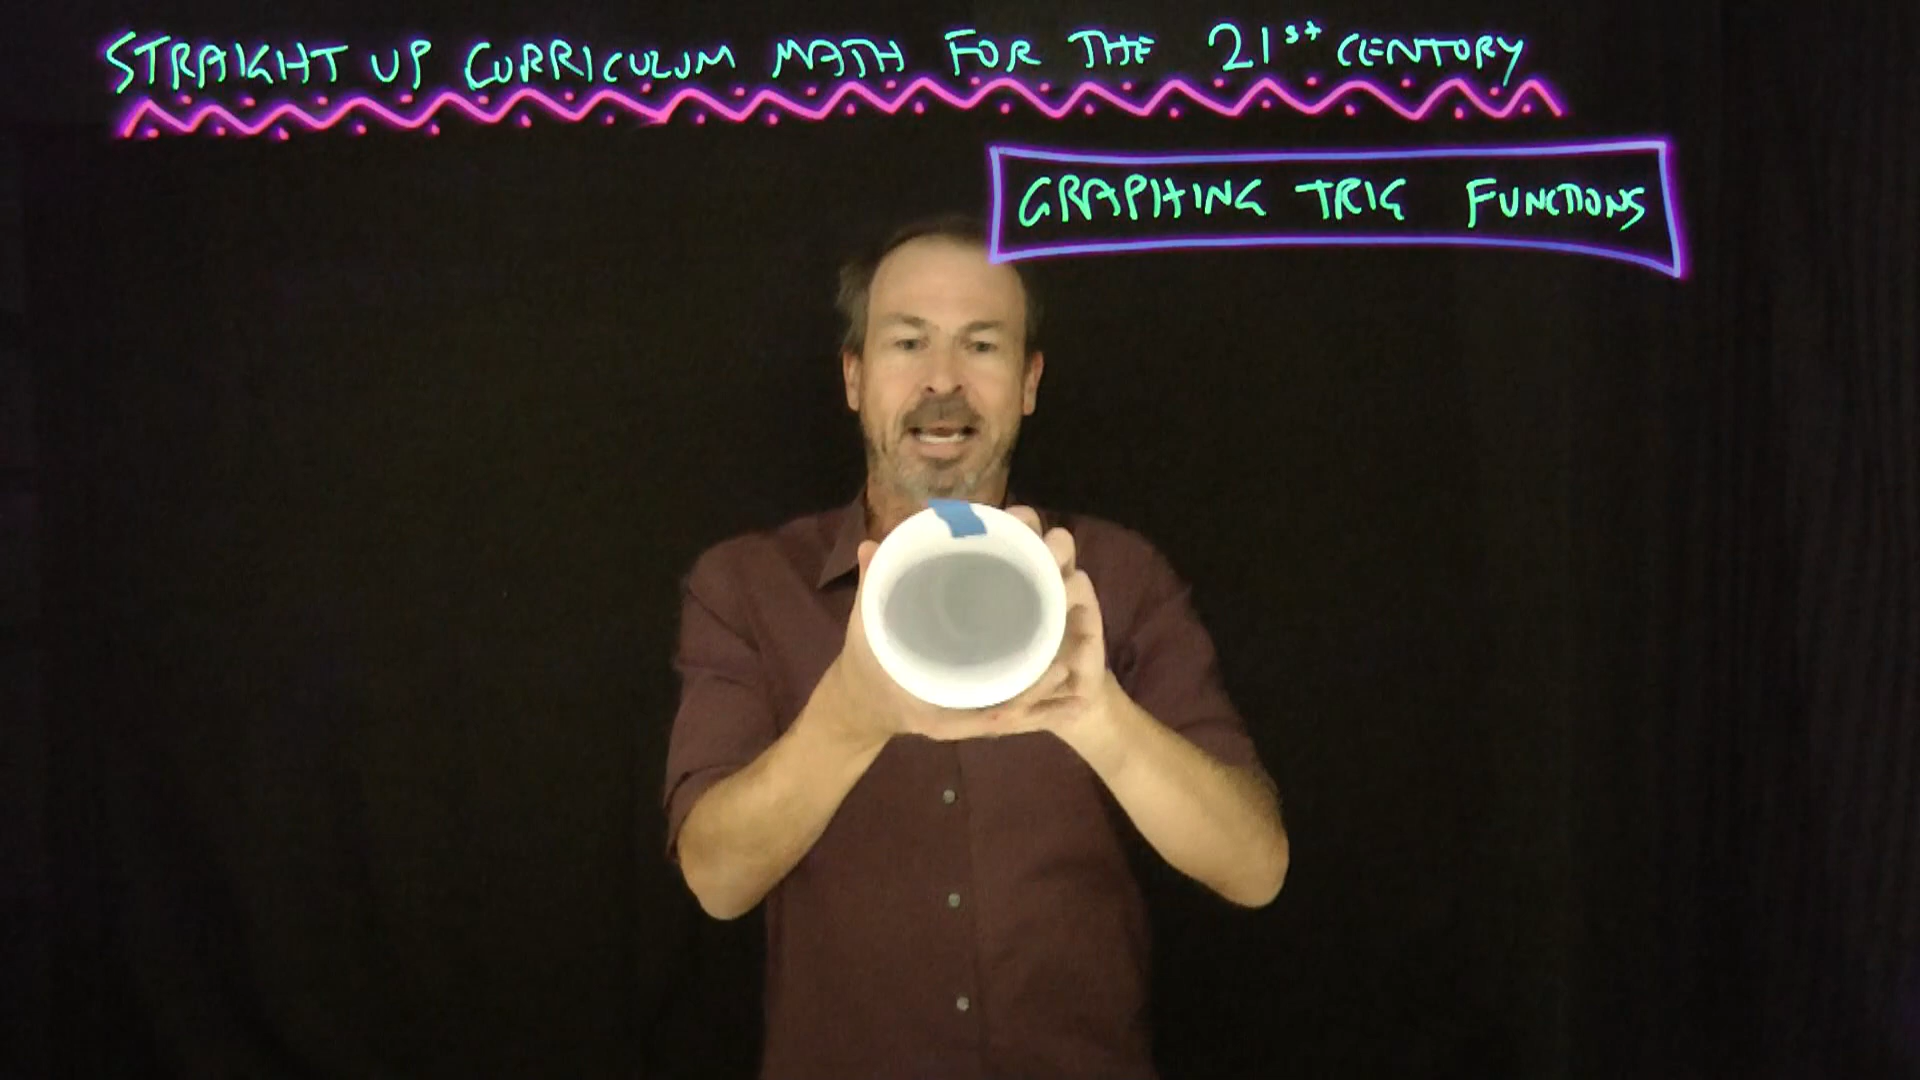 STRAIGHT UP CURRICULUM MATH FOR THE 21st CENTURY
GRAPHING TRIG FUNCTIONS